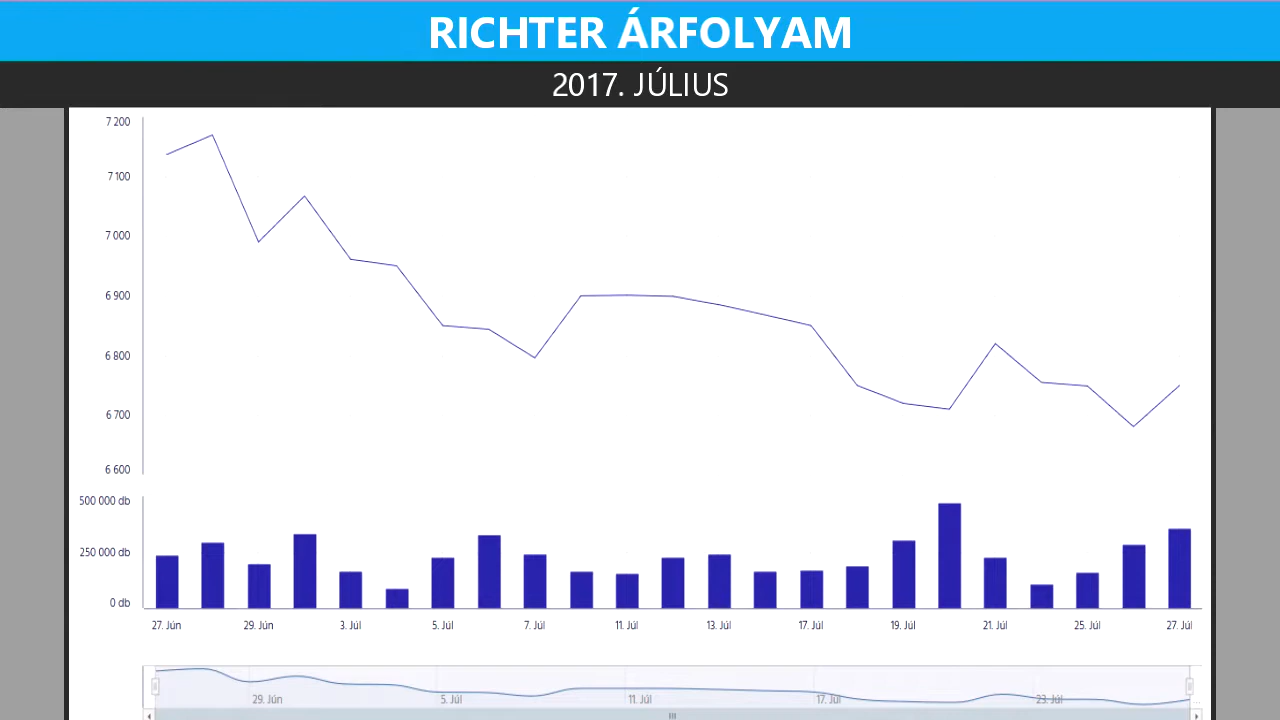 RICHTER ÁRFOLYAM
2017. JÚLIUS
7 200
7 100
7 000
6 900
6 800
6 700
6 600
500 000 db
250 000 db
0 db
27. Jún 29. Jún 3. Júl 5. Júl 7. Júl 11. Júl 13. Júl 17. Júl 19. Júl 21. Júl 25. Júl 27. Júl
29. Jún 5. Júl 11. Júl 17. Júl 23. Júl